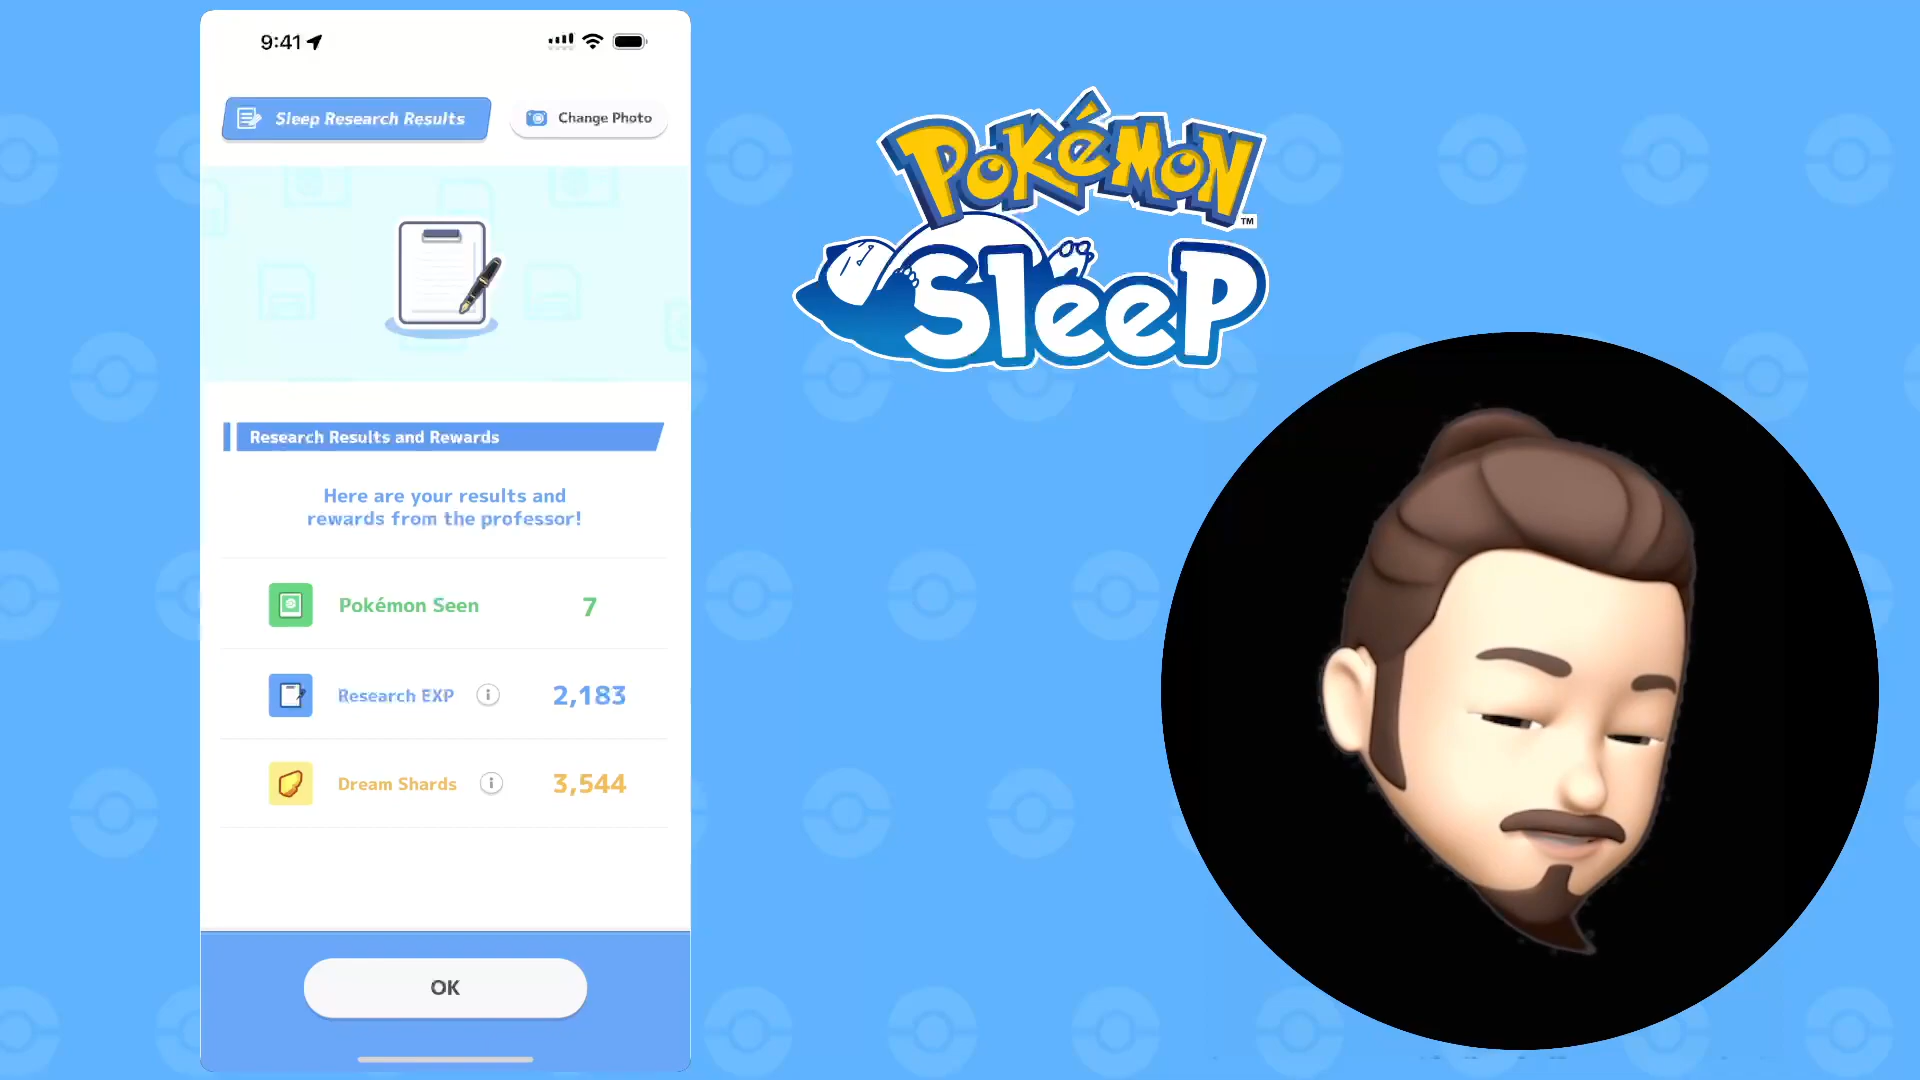 9:41
Sleep Research Results
Change Photo
Research Results and Rewards
Here are your results and
rewards from the professor!
Pokémon Seen 7
Research EXP i 2,183
Dream Shards i 3,544
OK
POKéMON
TM
Sleep